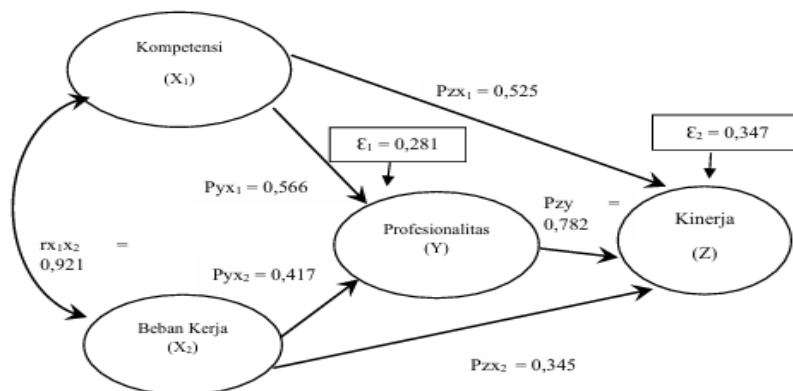 Kompetensi
(X₁)
Pzx₁ = 0,525
Ɛ₁ = 0,281
Ɛ₂ = 0,347
Pyx₁ = 0,566
Profesionalitas
(Y)
Pzy =
0,782
Kinerja
(Z)
rx₁x₂ =
0,921
Pyx₂ = 0,417
Beban Kerja
(X₂)
Pzx₂ = 0,345